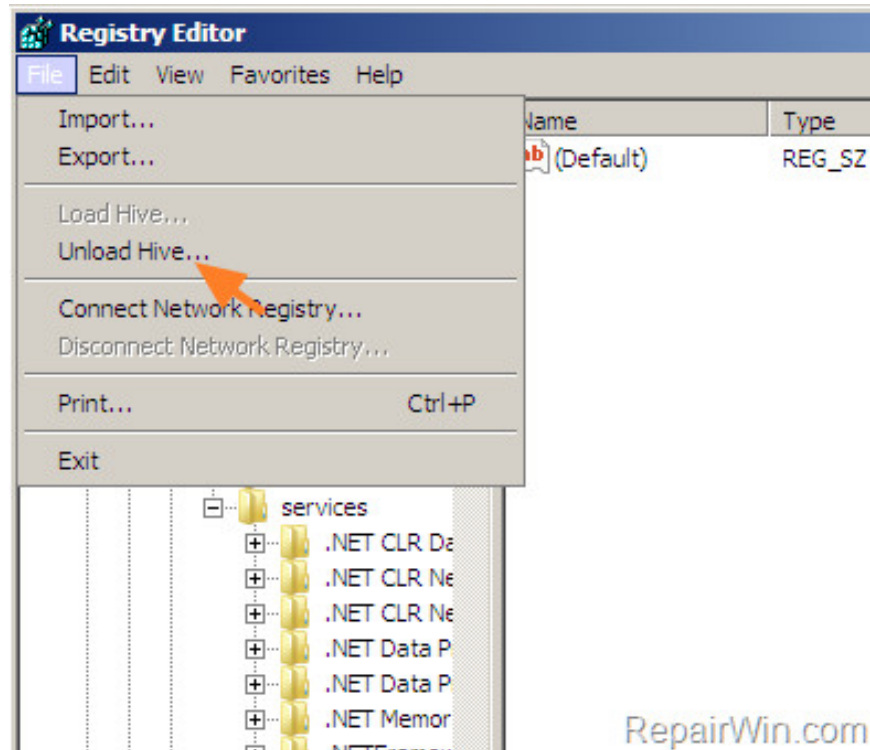 Registry Editor
File Edit View Favorites Help
Import...
Export...
Load Hive...
Unload Hive...
Connect Network Registry...
Disconnect Network Registry...
Print... Ctrl+P
Exit
Name Type
ab (Default) REG_SZ
services
.NET CLR Da
.NET CLR Ne
.NET CLR Ne
.NET Data P
.NET Data P
.NET Memor
RepairWin.com